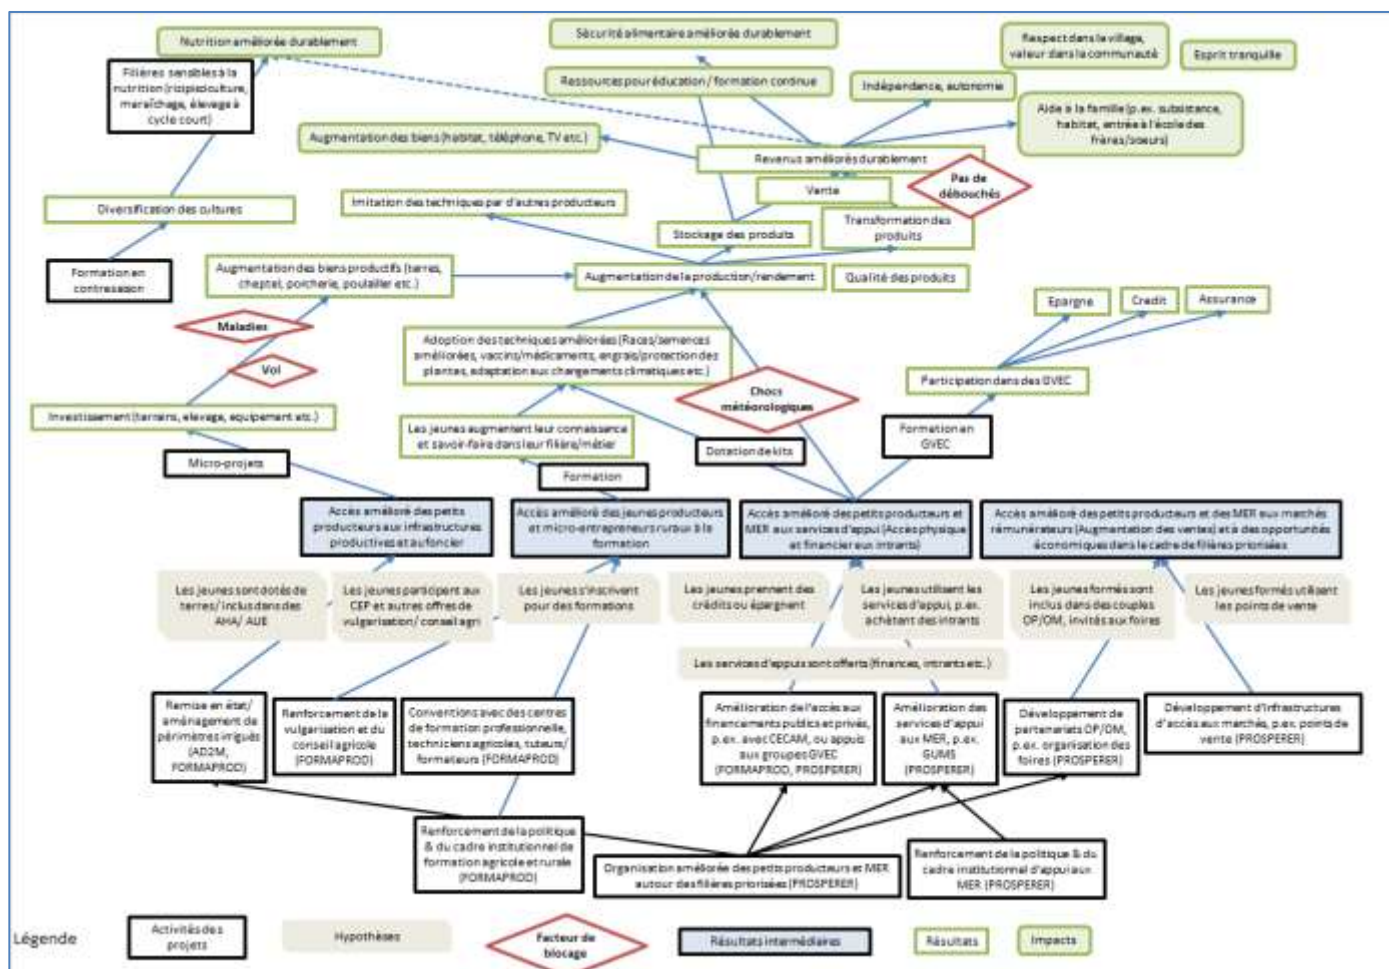 Nutrition améliorée durablement
Sécurité alimentaire améliorée durablement
Respect dans le village,
valeur dans la communauté
Esprit tranquille
Filières sensibles à la
nutrition (rizipisciculture,
maraîchage, élevage à
cycle court)
Ressources pour éducation / formation continue
Indépendance, autonomie
Aide à la famille (p.ex. subsistance,
habitat, entrée à l'école des
frères/soeurs)
Augmentation des biens (habitat, téléphone, TV etc.)
Revenus améliorés durablement
Pas de
débouchés
Vente
Imitation des techniques par d'autres producteurs
Diversification des cultures
Stockage des produits
Transformation des
produits
Formation en
contresaison
Augmentation des biens productifs (terres,
cheptel, porcherie, poulailler etc.)
Augmentation de la production/rendement
Qualité des produits
Epargne
Credit
Assurance
Maladies
Adoption des techniques améliorées (Races/semences
améliorées, vaccins/médicaments, engrais/protection des
plantes, adaptation aux changements climatiques etc.)
Vol
Participation dans des GVEC
Chocs
météorologiques
Investissement (terrains, elevage, equipement etc.)
Les jeunes augmentent leur connaissance
et savoir-faire dans leur filière/métier
Formation en
GVEC
Dotation de kits
Micro-projets
Formation
Accès amélioré des petits
producteurs aux infrastructures
productives et au foncier
Accès amélioré des jeunes producteurs
et micro-entrepreneurs ruraux à la
formation
Accès amélioré des petits producteurs et
MER aux services d'appui (Accès physique
et financier aux intrants)
Accès amélioré des petits producteurs et des MER aux marchés
rémunérateurs (Augmentation des ventes) et à des opportunités
économiques dans le cadre de filières priorisées
Les jeunes sont dotés de
terres/ inclus dans des
AHA/ AUE
Les jeunes participent aux
CEP et autres offres de
vulgarisation/ conseil agri
Les jeunes s'inscrivent
pour des formations
Les jeunes prennent des
crédits ou épargnent
Les jeunes utilisent les
services d'appui, p.ex.
achètent des intrants
Les jeunes formés sont
inclus dans des couples
OP/OM, invités aux foires
Les jeunes formés utilisent
les points de vente
Les services d'appuis sont offerts (finances, intrants etc.)
Remise en état/
aménagement de
périmètres irrigués
(AD2M,
FORMAPROD)
Renforcement de la
vulgarisation et du
conseil agricole
(FORMAPROD)
Conventions avec des centres
de formation professionnelle,
techniciens agricoles, tuteurs/
formateurs (FORMAPROD)
Amélioration de l'accès aux
financements publics et privés,
p.ex. avec CECAM, ou appuis
aux groupes GVEC
(FORMAPROD, PROSPERER)
Amélioration des
services d'appui
aux MER, p.ex.
GUMS
(PROSPERER)
Développement de
partenariats OP/OM,
p.ex. organisation des
foires (PROSPERER)
Développement d'infrastructures
d'accès aux marchés, p.ex. points de
vente (PROSPERER)
Renforcement de la politique
& du cadre institutionnel de
formation agricole et rurale
(FORMAPROD)
Organisation améliorée des petits producteurs et MER
autour des filières priorisées (PROSPERER)
Renforcement de la politique & du
cadre institutionnel d'appui aux
MER (PROSPERER)
Légende
Activités des
projets
Hypothèses
Facteur de
blocage
Résultats intermédiaires
Résultats
Impacts